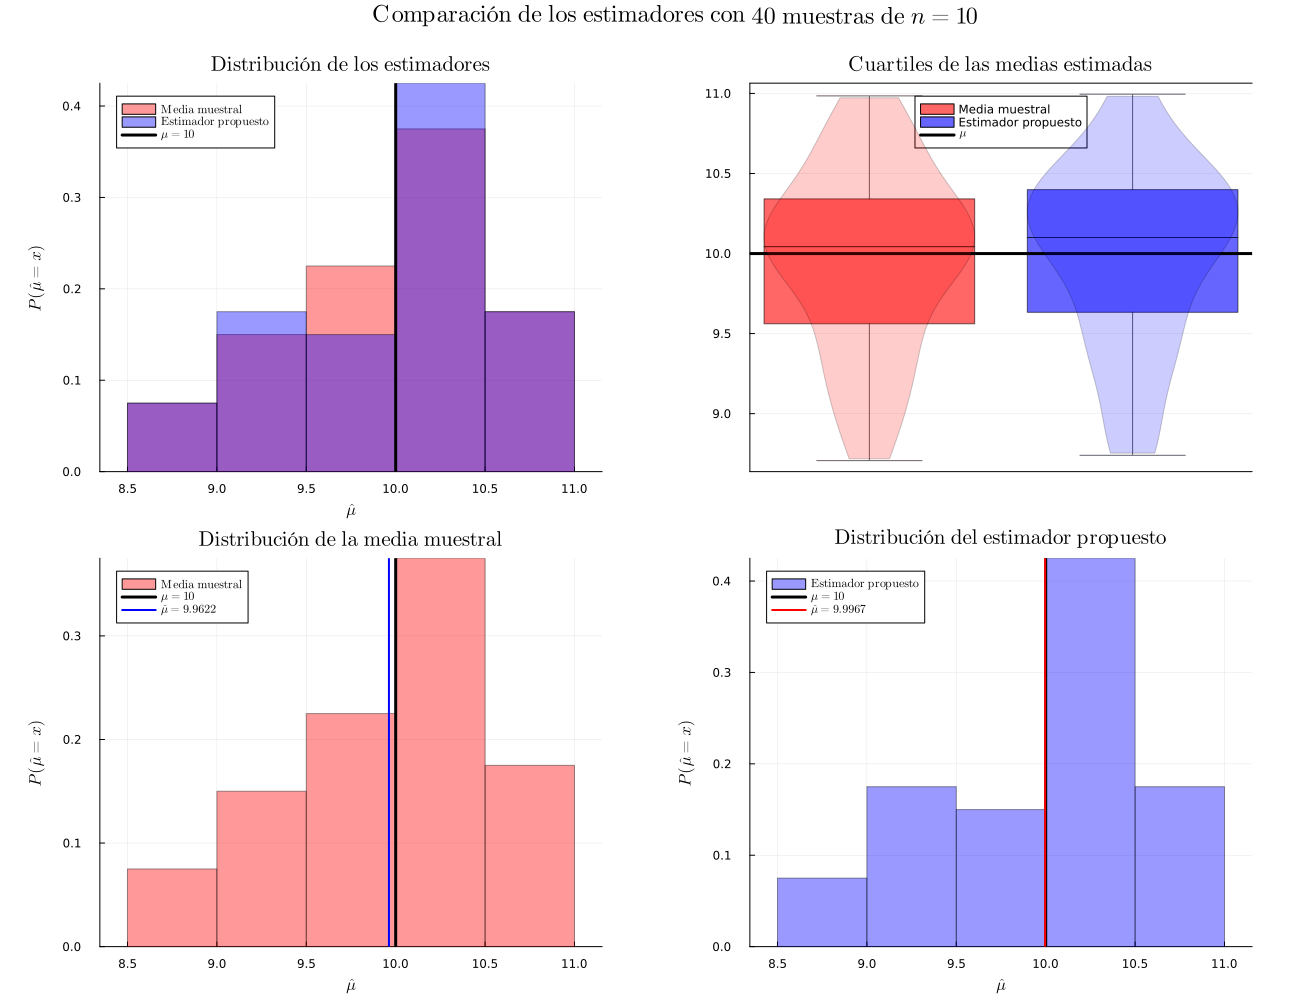 Comparación de los estimadores con 40 muestras de n = 10
Distribución de los estimadores
Media muestral
Estimador propuesto
μ = 10
0.4
0.3
0.2
0.1
0.0
P(μ̂ = x)
8.5 9.0 9.5 10.0 10.5 11.0
μ̂
Cuartiles de las medias estimadas
Media muestral
Estimador propuesto
μ
11.0
10.5
10.0
9.5
9.0
Distribución de la media muestral
Media muestral
μ = 10
μ̄ = 9.9622
0.3
0.2
0.1
0.0
P(μ̂ = x)
8.5 9.0 9.5 10.0 10.5 11.0
μ̂
Distribución del estimador propuesto
Estimador propuesto
μ = 10
μ̄ = 9.9967
0.4
0.3
0.2
0.1
0.0
P(μ̂ = x)
8.5 9.0 9.5 10.0 10.5 11.0
μ̂